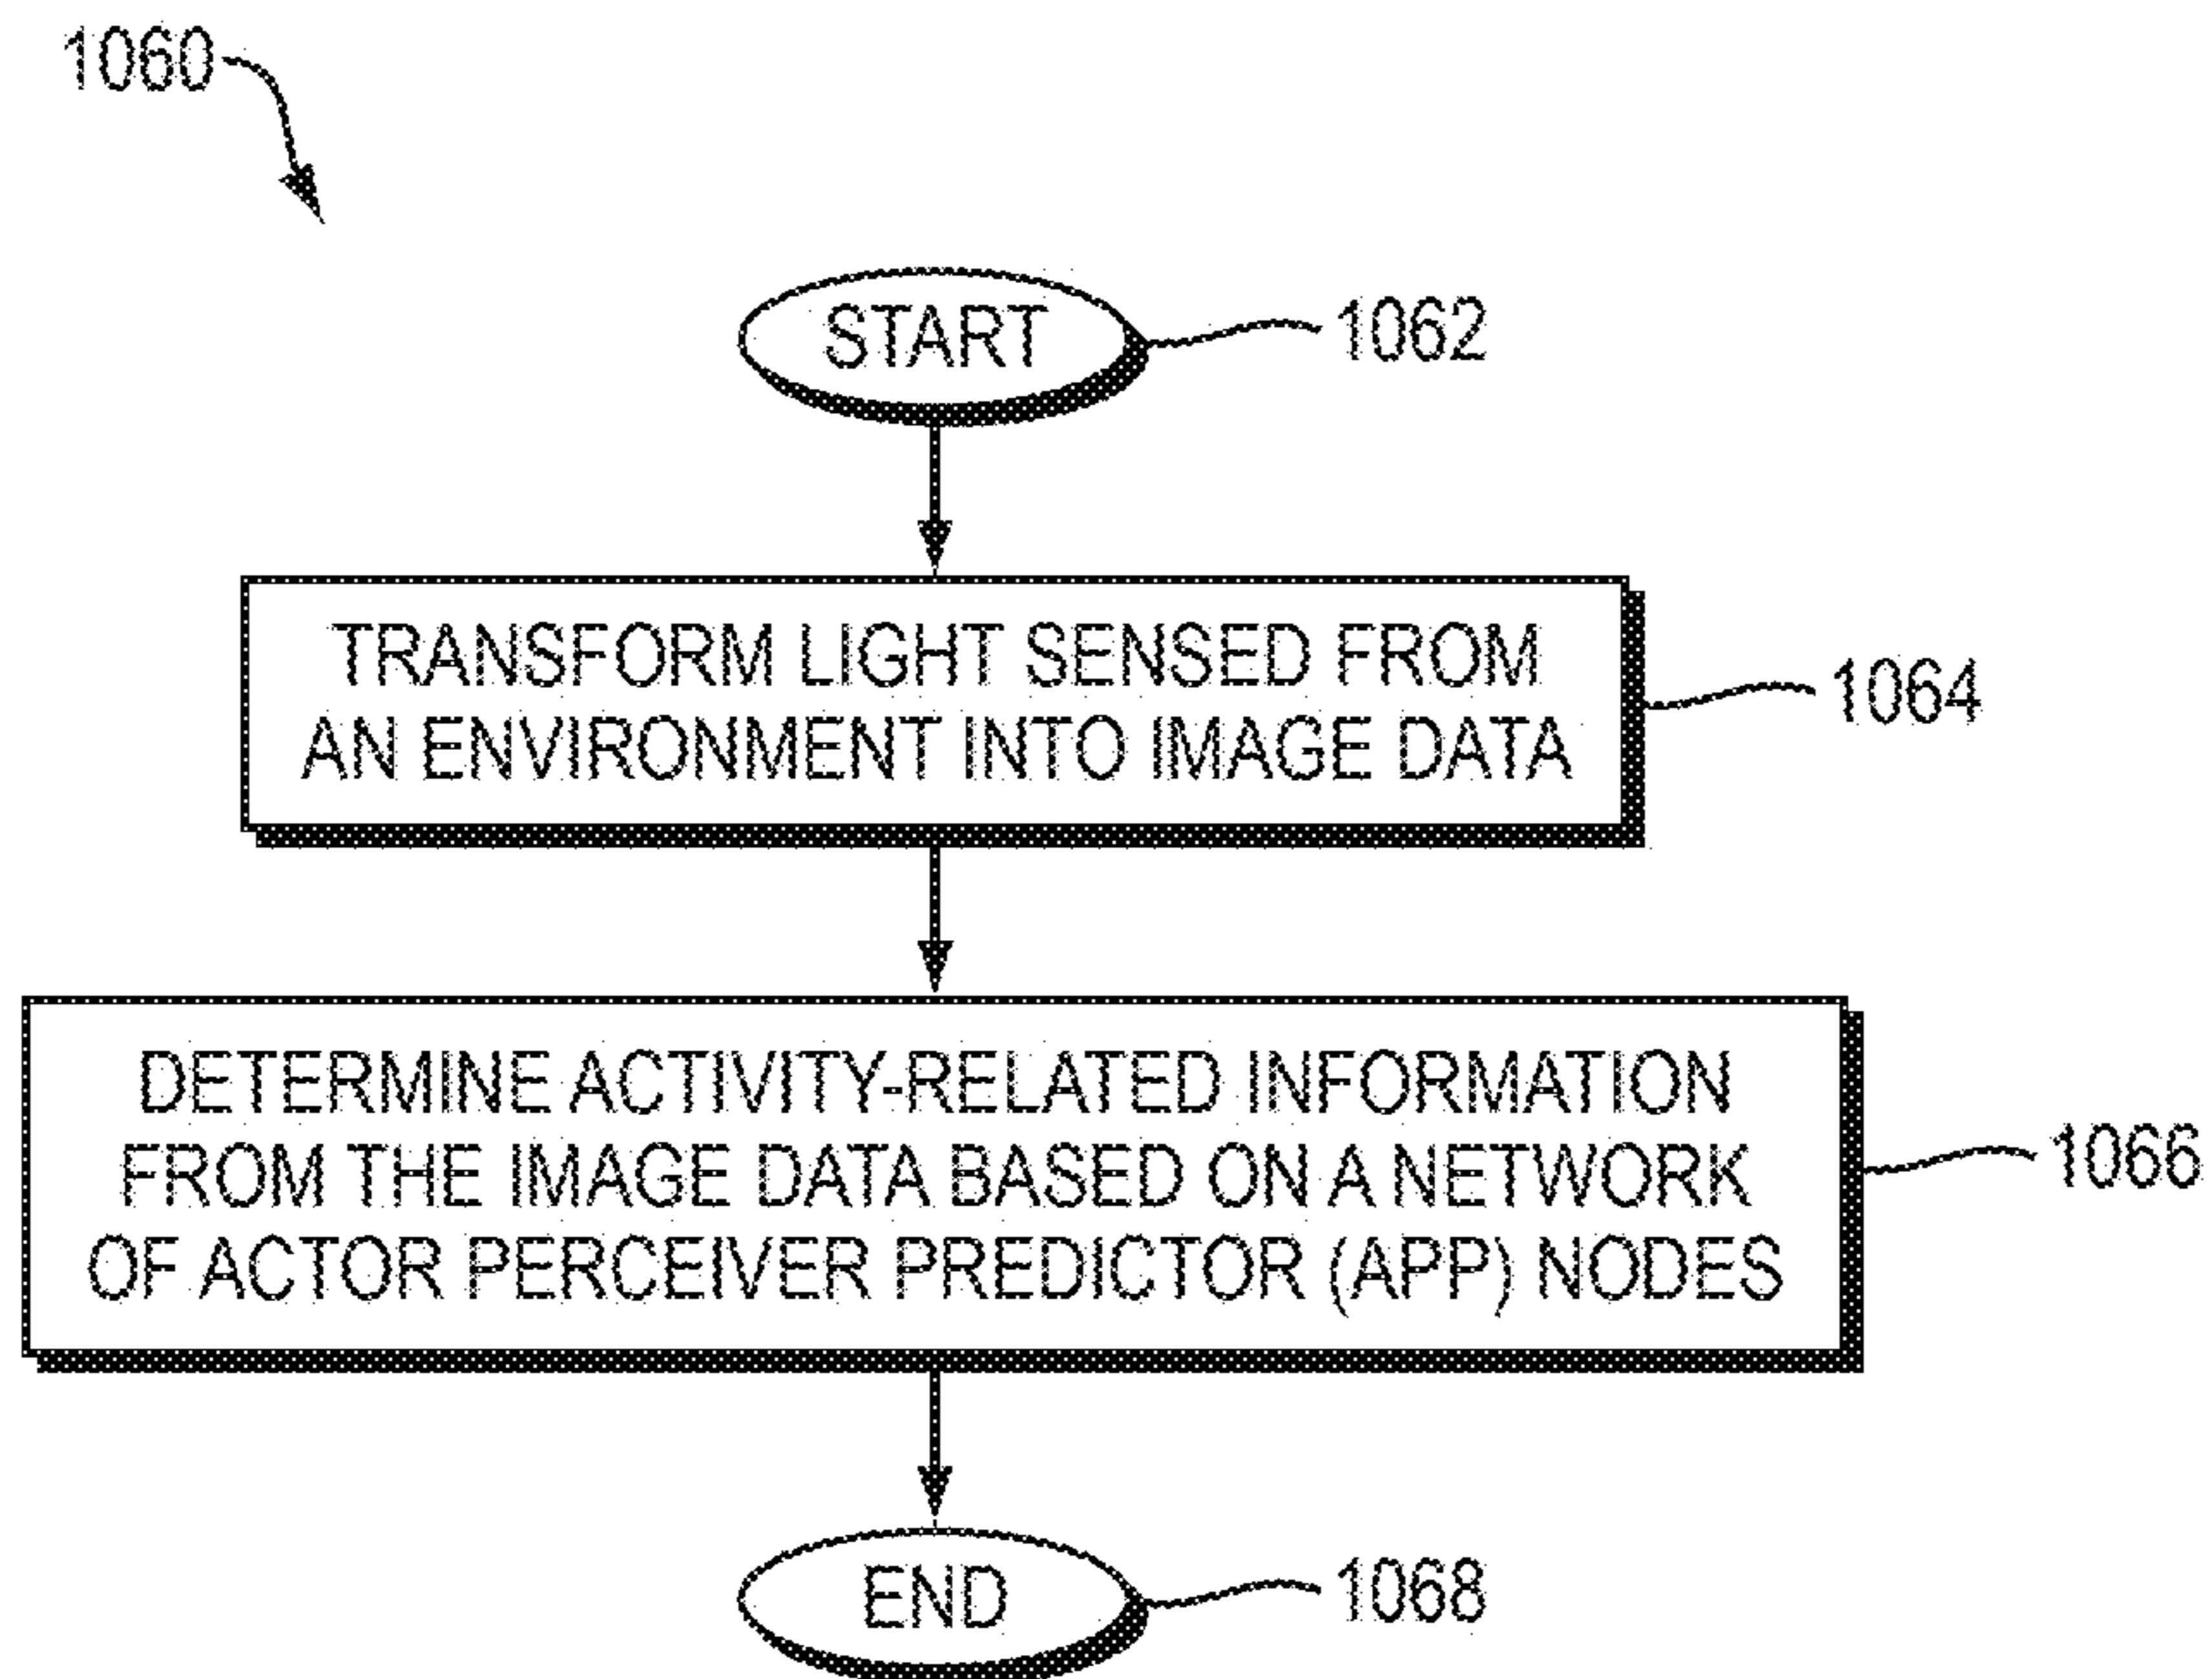 1060
START
1062
TRANSFORM LIGHT SENSED FROM
AN ENVIRONMENT INTO IMAGE DATA
1064
DETERMINE ACTIVITY-RELATED INFORMATION
FROM THE IMAGE DATA BASED ON A NETWORK
OF ACTOR PERCEIVER PREDICTOR (APP) NODES
1066
END
1068